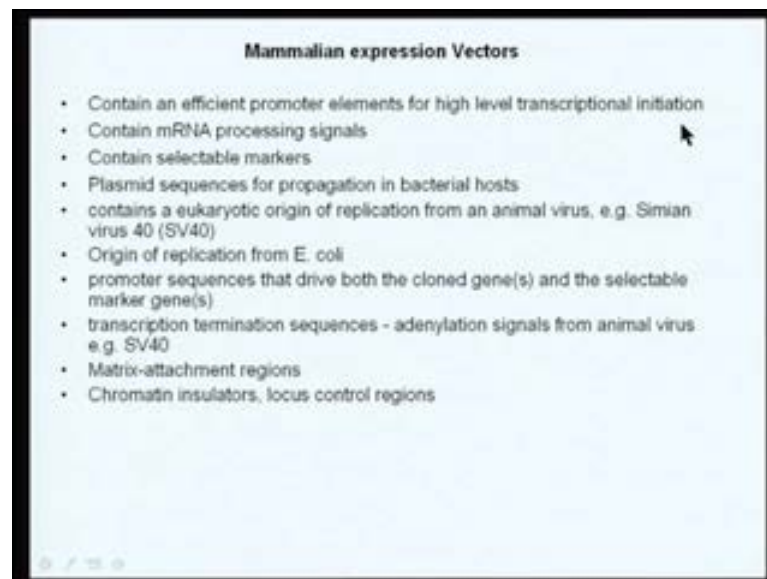 Mammalian expression Vectors
• Contain an efficient promoter elements for high level transcriptional initiation
• Contain mRNA processing signals
• Contain selectable markers
• Plasmid sequences for propagation in bacterial hosts
• contains a eukaryotic origin of replication from an animal virus, e.g. Simian
virus 40 (SV40)
• Origin of replication from E. coli
• promoter sequences that drive both the cloned gene(s) and the selectable
marker gene(s)
• transcription termination sequences - adenylation signals from animal virus
e.g. SV40
• Matrix-attachment regions
• Chromatin insulators, locus control regions